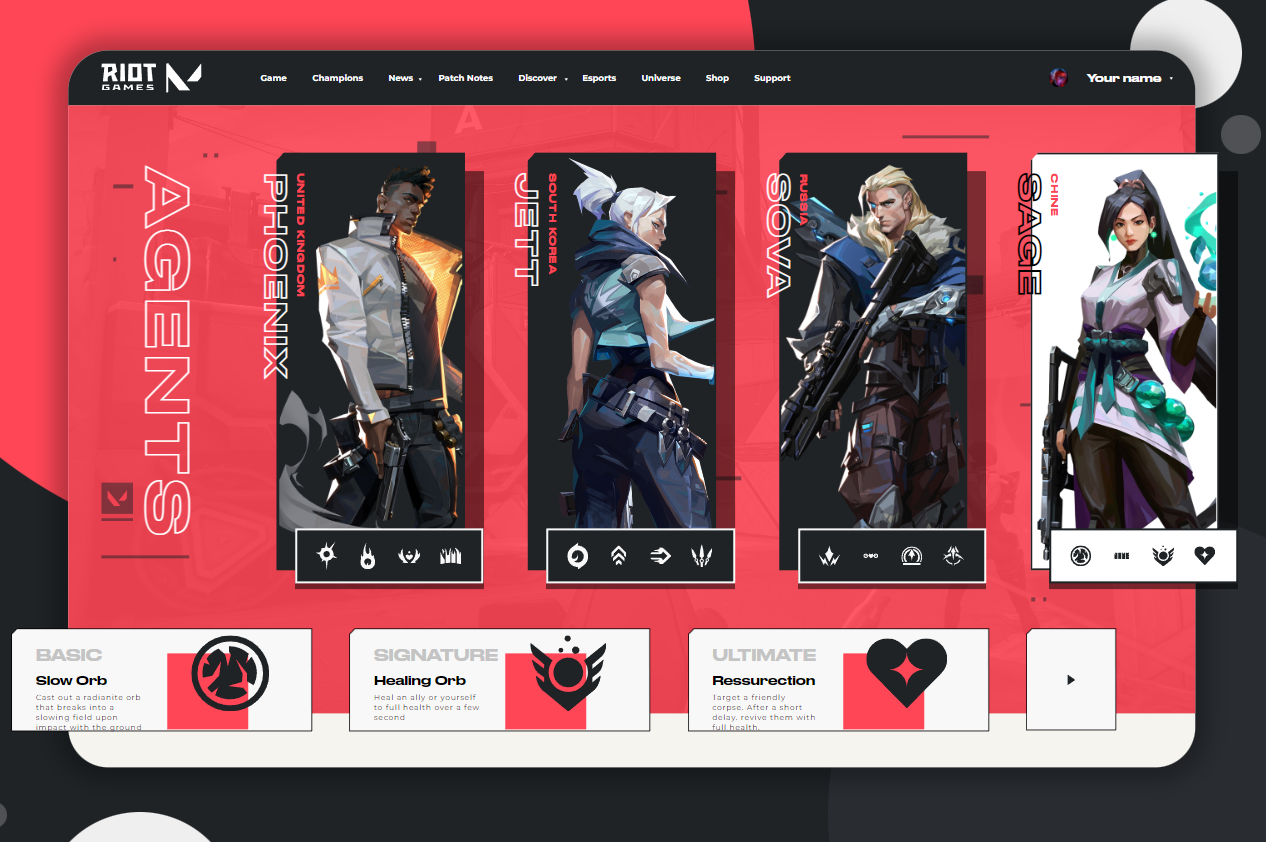 RIOT
GAMES
Game
Champions
News
Patch Notes
Discover
Esports
Universe
Shop
Support
Your name
A
AGENTS
PHOENIX
UNITED KINGDOM
JETT
SOUTH KOREA
SOVA
RUSSIA
SAGE
CHINE
BASIC
Slow Orb
Cast out a radianite orb
that breaks into a
slowing field upon
impact with the ground
SIGNATURE
Healing Orb
Heal an ally or yourself
to full health over a few
second
ULTIMATE
Ressurection
Target a friendly
corpse. After a short
delay, revive them with
full health.